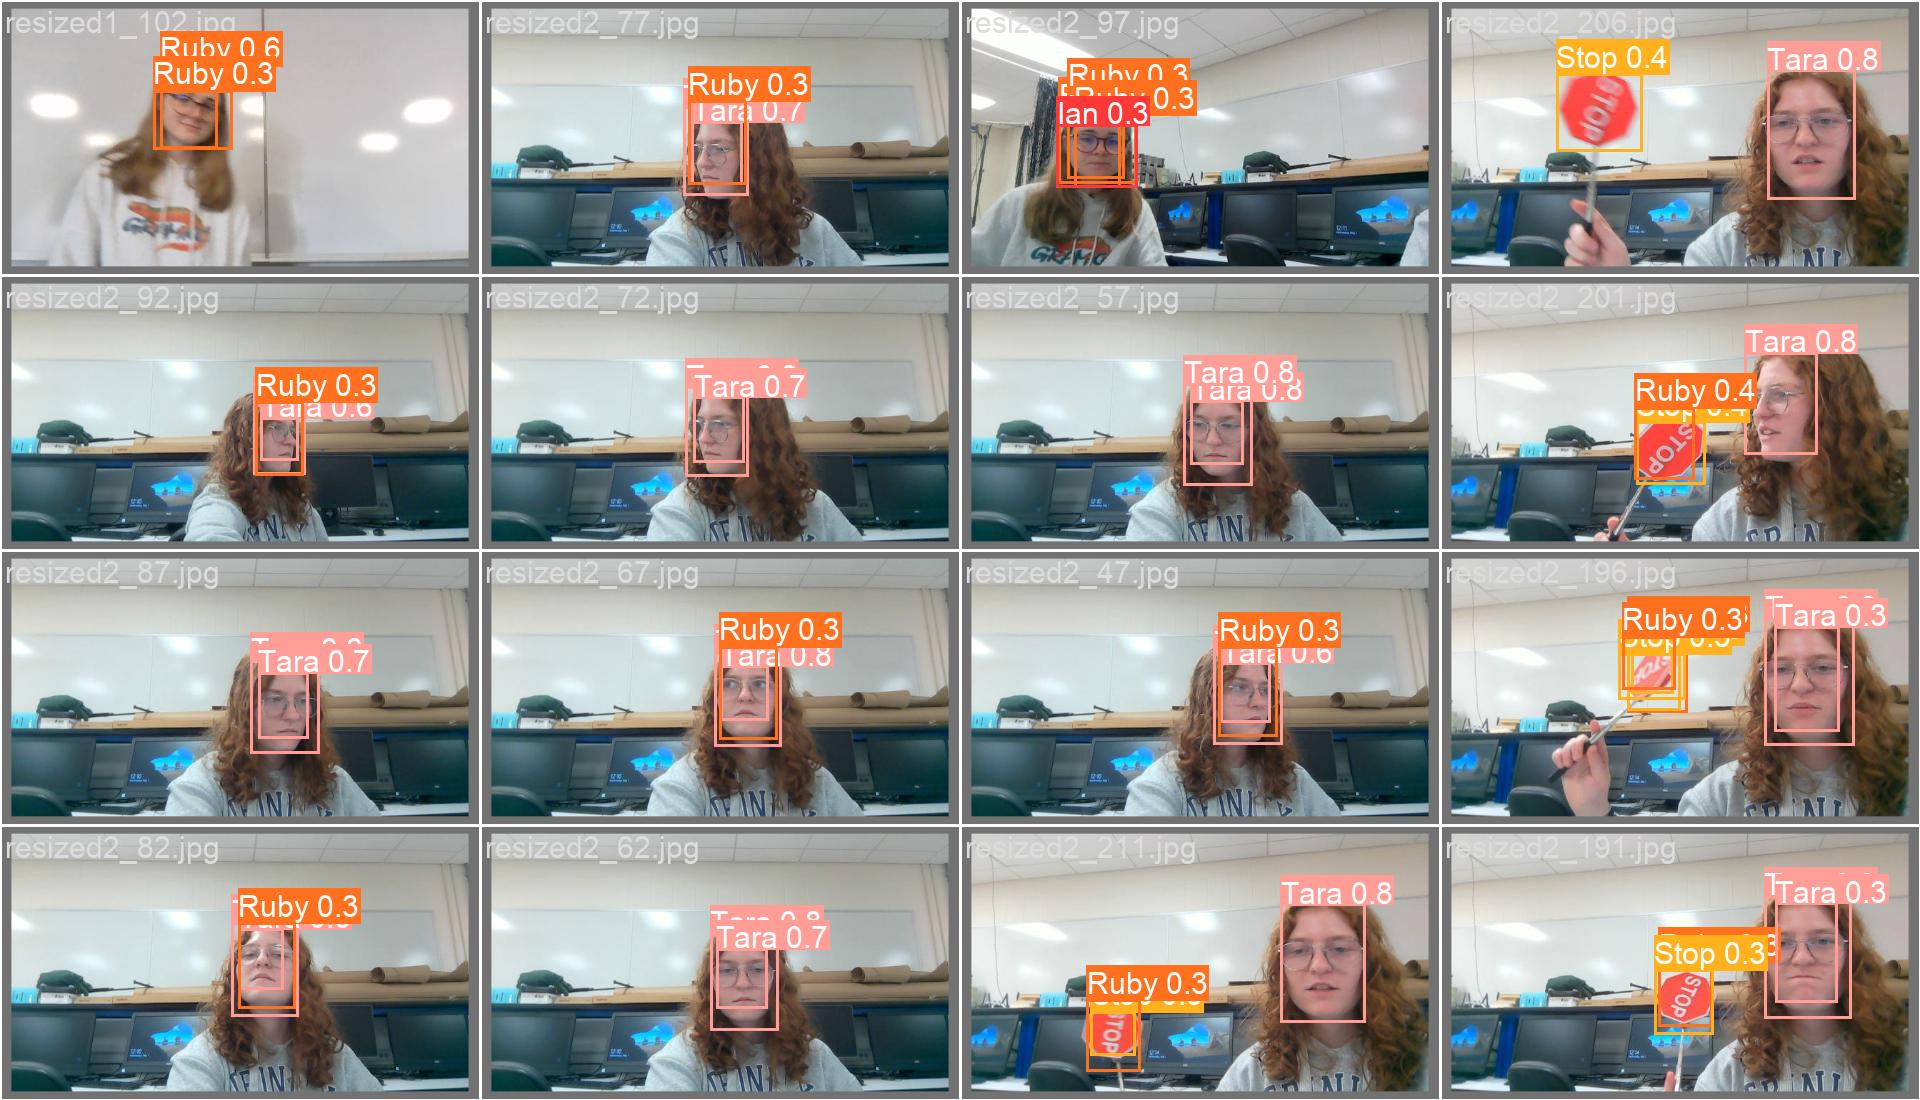 resized1_102.jpg
Ruby 0.6
Ruby 0.3
resized2_77.jpg
Ruby 0.3
Tara 0.7
resized2_97.jpg
Ruby 0.3
Ruby 0.3
Ian 0.3
resized2_206.jpg
Stop 0.4
Tara 0.8
STOP
resized2_92.jpg
Ruby 0.3
Tara 0.6
resized2_72.jpg
Tara 0.7
resized2_57.jpg
Tara 0.8
Tara 0.8
resized2_201.jpg
Tara 0.8
Ruby 0.4
Stop 0.4
STOP
resized2_87.jpg
Tara 0.7
resized2_67.jpg
Ruby 0.3
Tara 0.8
resized2_47.jpg
Ruby 0.3
Tara 0.6
resized2_196.jpg
Ruby 0.3
Tara 0.3
resized2_82.jpg
Ruby 0.3
resized2_62.jpg
Tara 0.8
Tara 0.7
resized2_211.jpg
Tara 0.8
Ruby 0.3
STOP
resized2_191.jpg
Tara 0.3
Stop 0.3
STOP